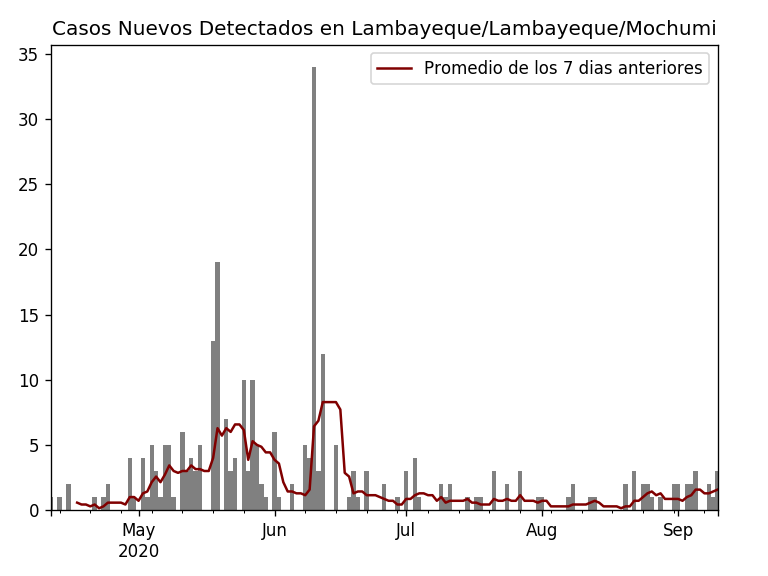 Casos Nuevos Detectados en Lambayeque/Lambayeque/Mochumi
Promedio de los 7 dias anteriores
35
30
25
20
15
10
5
0
May
2020
Jun
Jul
Aug
Sep